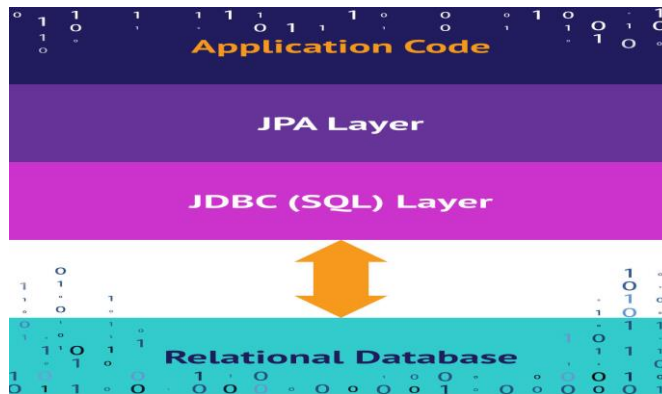 Application Code
JPA Layer
JDBC (SQL) Layer
Relational Database